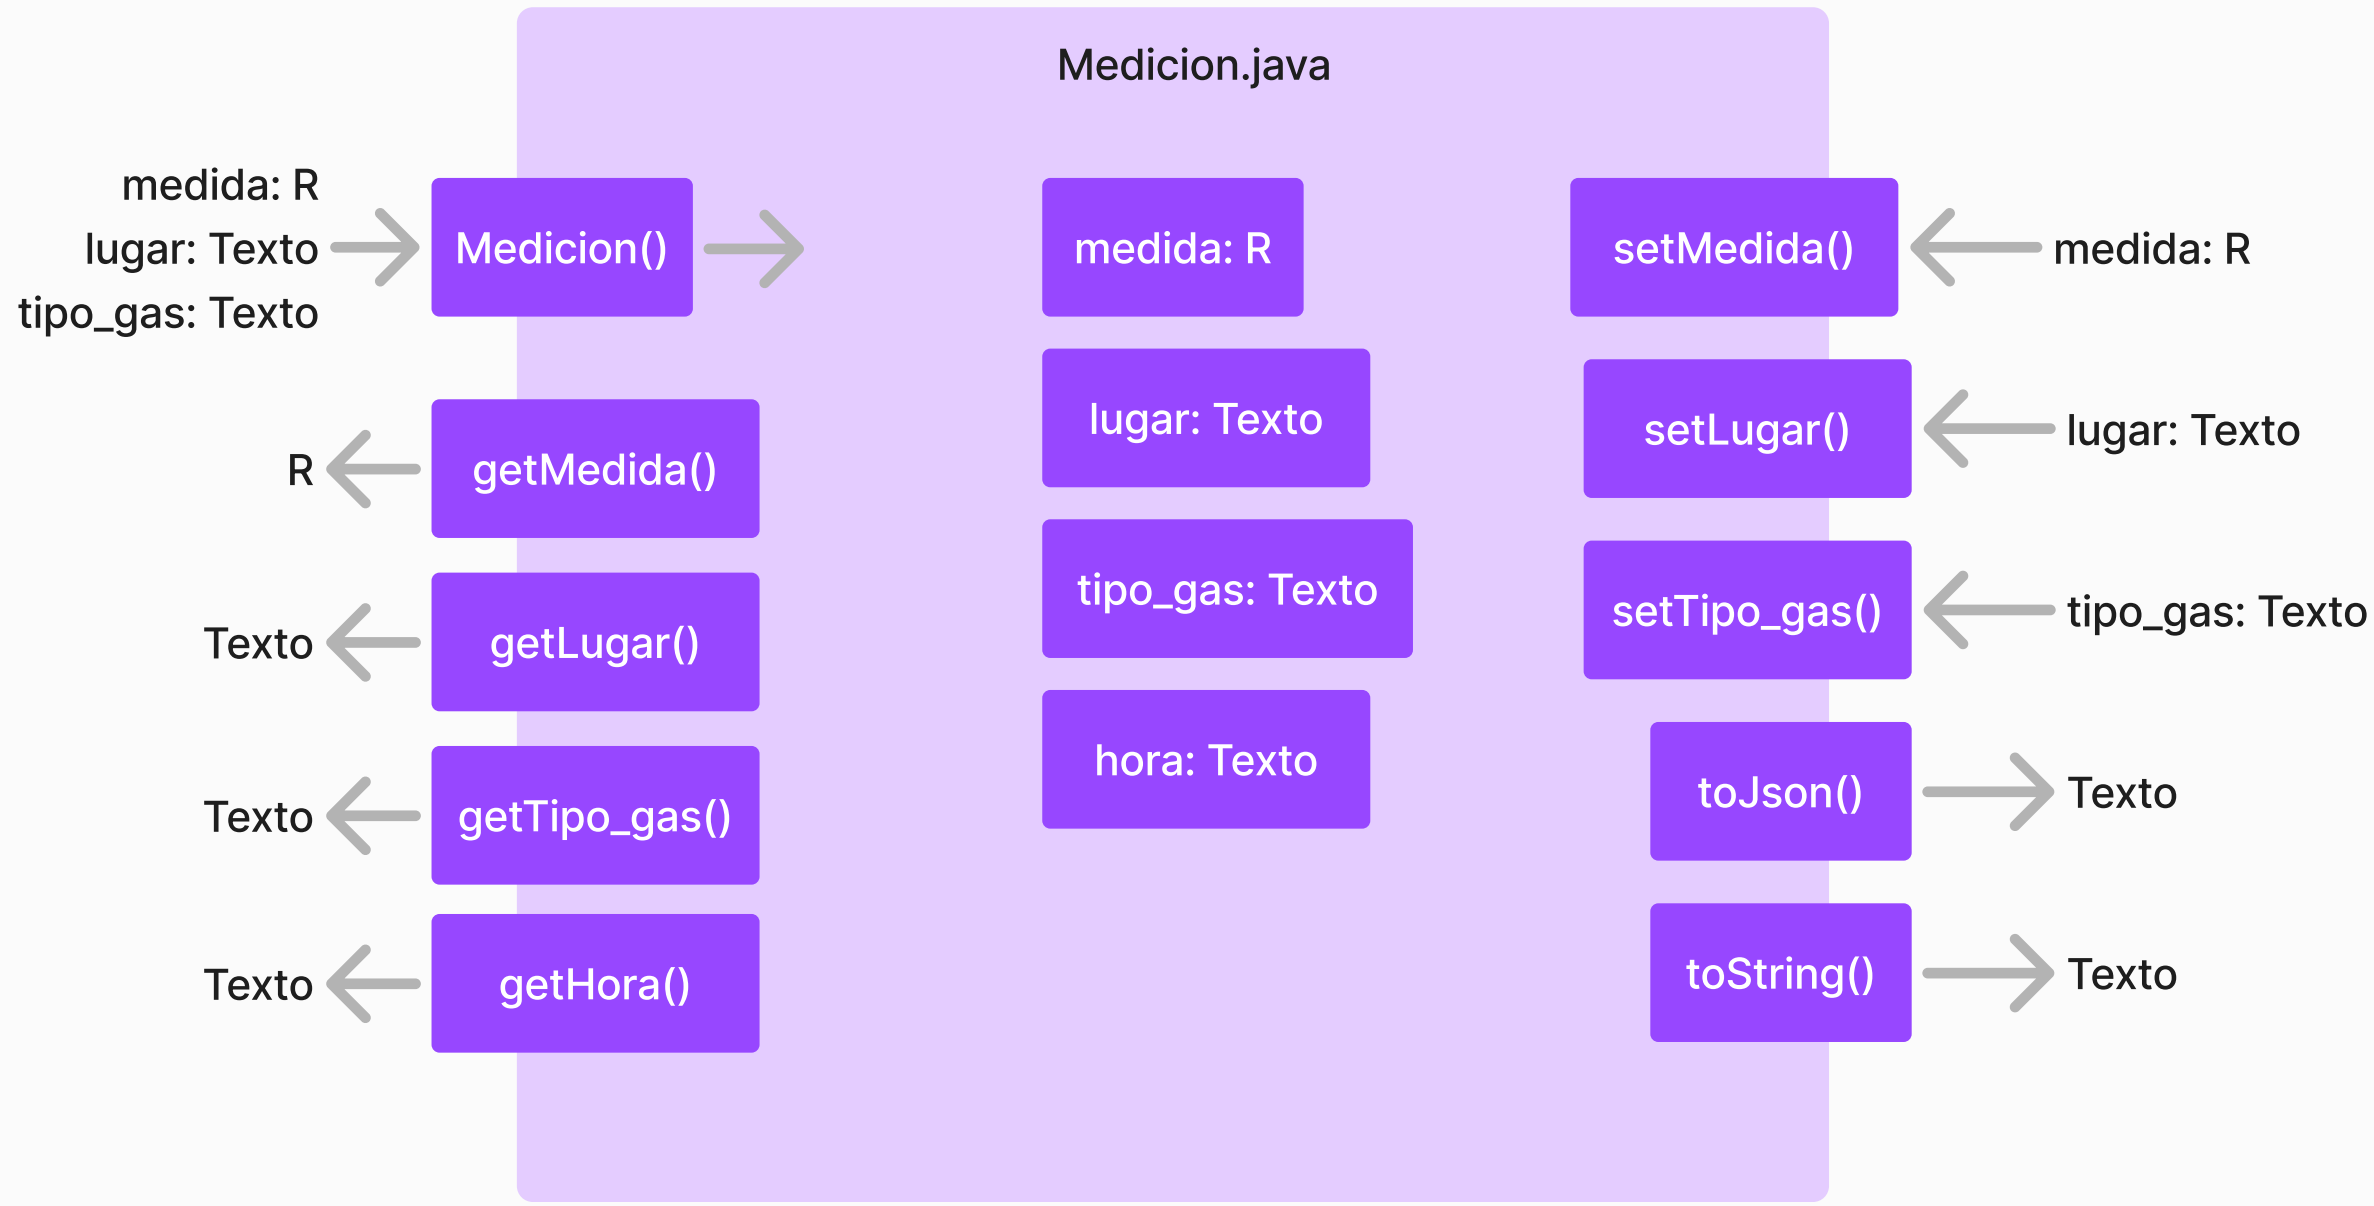 Medicion.java
medida: R
lugar: Texto
tipo_gas: Texto
Medicion()
R
getMedida()
Texto
getLugar()
Texto
getTipo_gas()
Texto
getHora()
medida: R
lugar: Texto
tipo_gas: Texto
hora: Texto
setMedida()
medida: R
setLugar()
lugar: Texto
setTipo_gas()
tipo_gas: Texto
toJson()
Texto
toString()
Texto